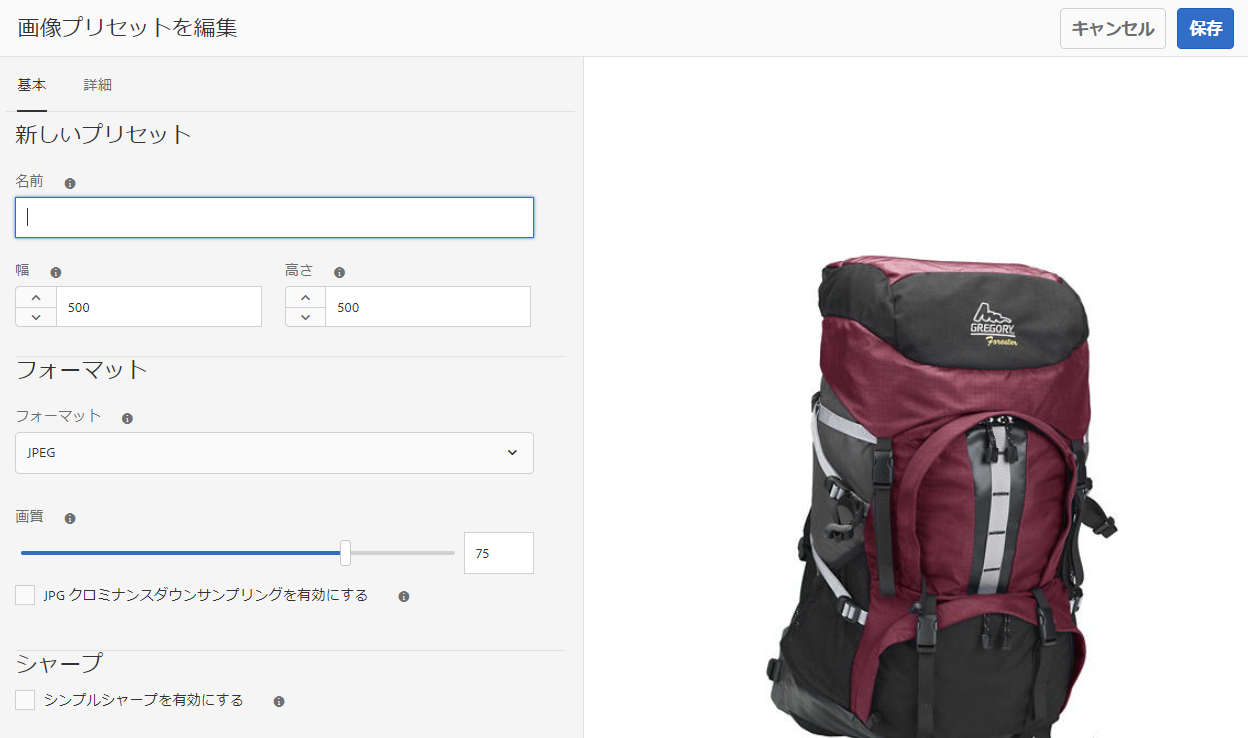 画像プリセットを編集
キャンセル
保存
基本
詳細
新しいプリセット
名前
幅
高さ
500
500
フォーマット
フォーマット
JPEG
画質
75
JPG クロミナンスダウンサンプリングを有効にする
シャープ
シンプルシャープを有効にする
GREGORY
Forester